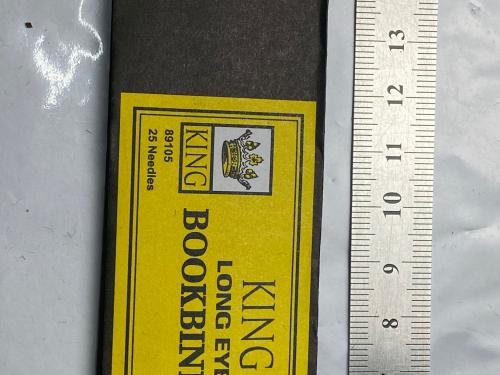 KING
KING
LONG EYE
BOOKBIN
89105
25 Needles
13
12
11
10
9
8